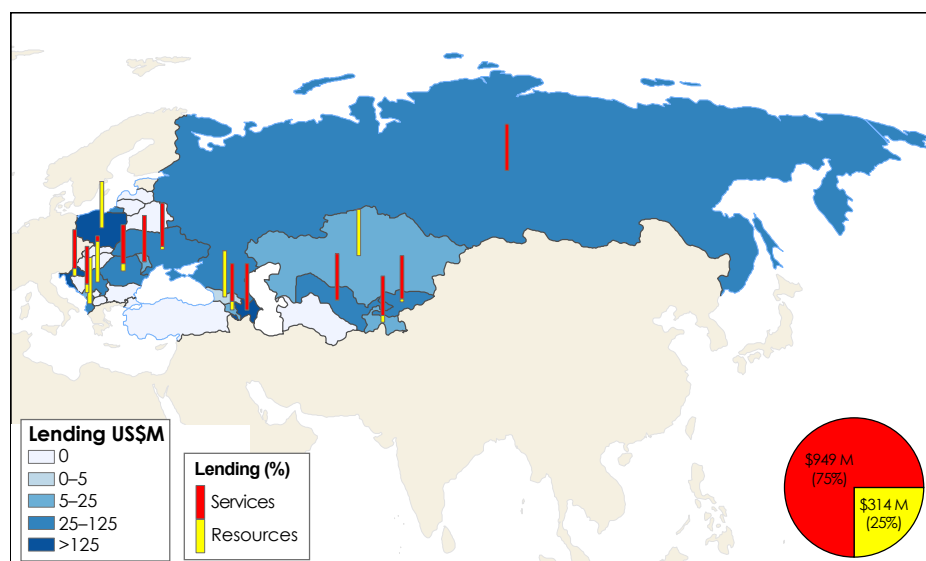 Lending US$M
0
0–5
5–25
25–125
>125
Lending (%)
Services
Resources
$949 M
(75%)
$314 M
(25%)